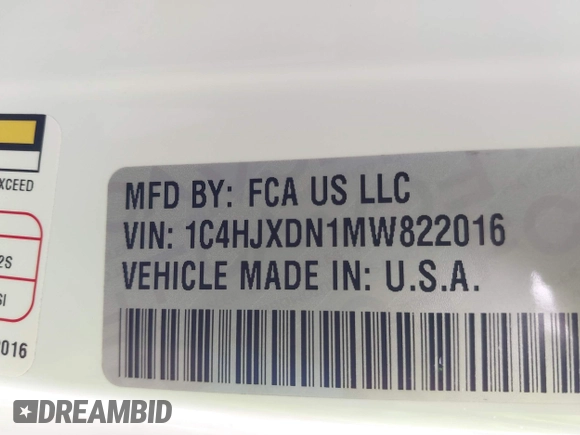 XCEED
2S
SI
2016
MFD BY: FCA US LLC
VIN: 1C4HJXDN1MW822016
VEHICLE MADE IN: U.S.A.
DREAMBID